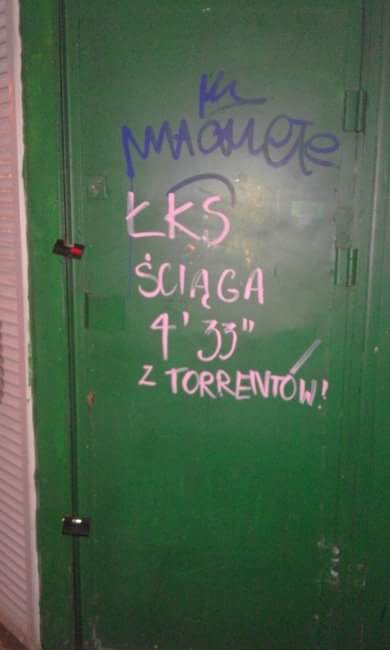 ŁKS
ŚCIĄGA
4'33"
Z TORRENTÓW!